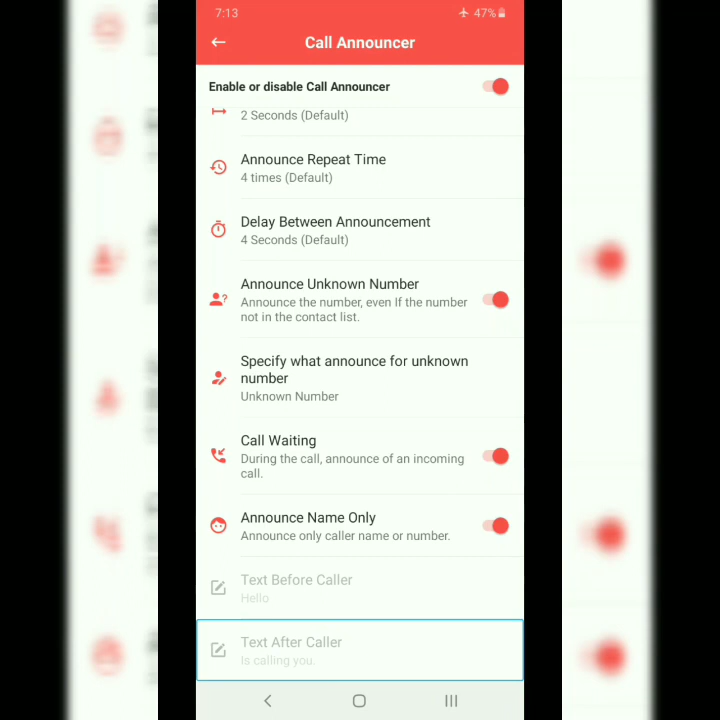 7:13
47%
Call Announcer
Enable or disable Call Announcer
2 Seconds (Default)
Announce Repeat Time
4 times (Default)
Delay Between Announcement
4 Seconds (Default)
Announce Unknown Number
Announce the number, even If the number
not in the contact list.
Specify what announce for unknown
number
Unknown Number
Call Waiting
During the call, announce of an incoming
call.
Announce Name Only
Announce only caller name or number.
Text Before Caller
Hello
Text After Caller
Is calling you.